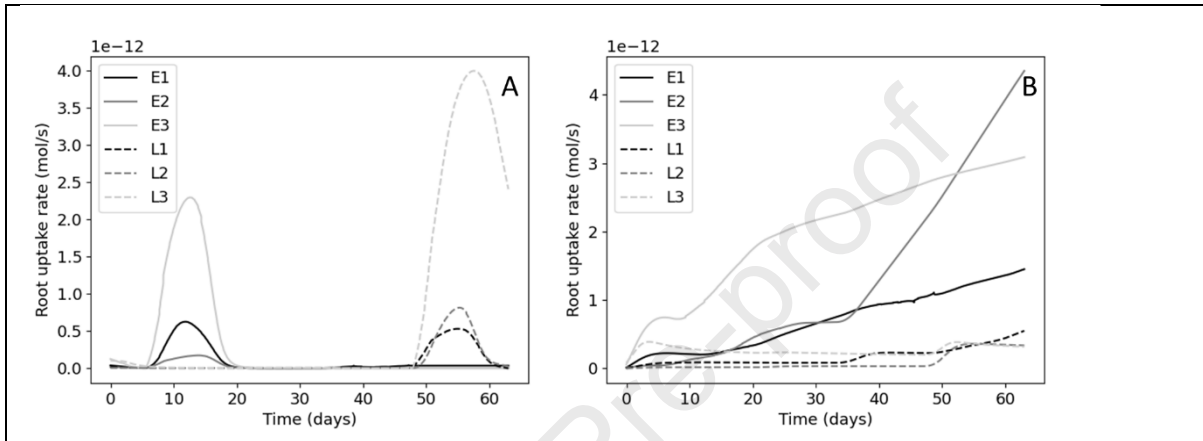 1e−12
A
E1
E2
E3
L1
L2
L3
4.0
3.5
3.0
2.5
2.0
1.5
1.0
0.5
0.0
Root uptake rate (mol/s)
0 10 20 30 40 50 60
Time (days)
1e−12
B
E1
E2
E3
L1
L2
L3
4
3
2
1
0
Root uptake rate (mol/s)
0 10 20 30 40 50 60
Time (days)
Pre-proof